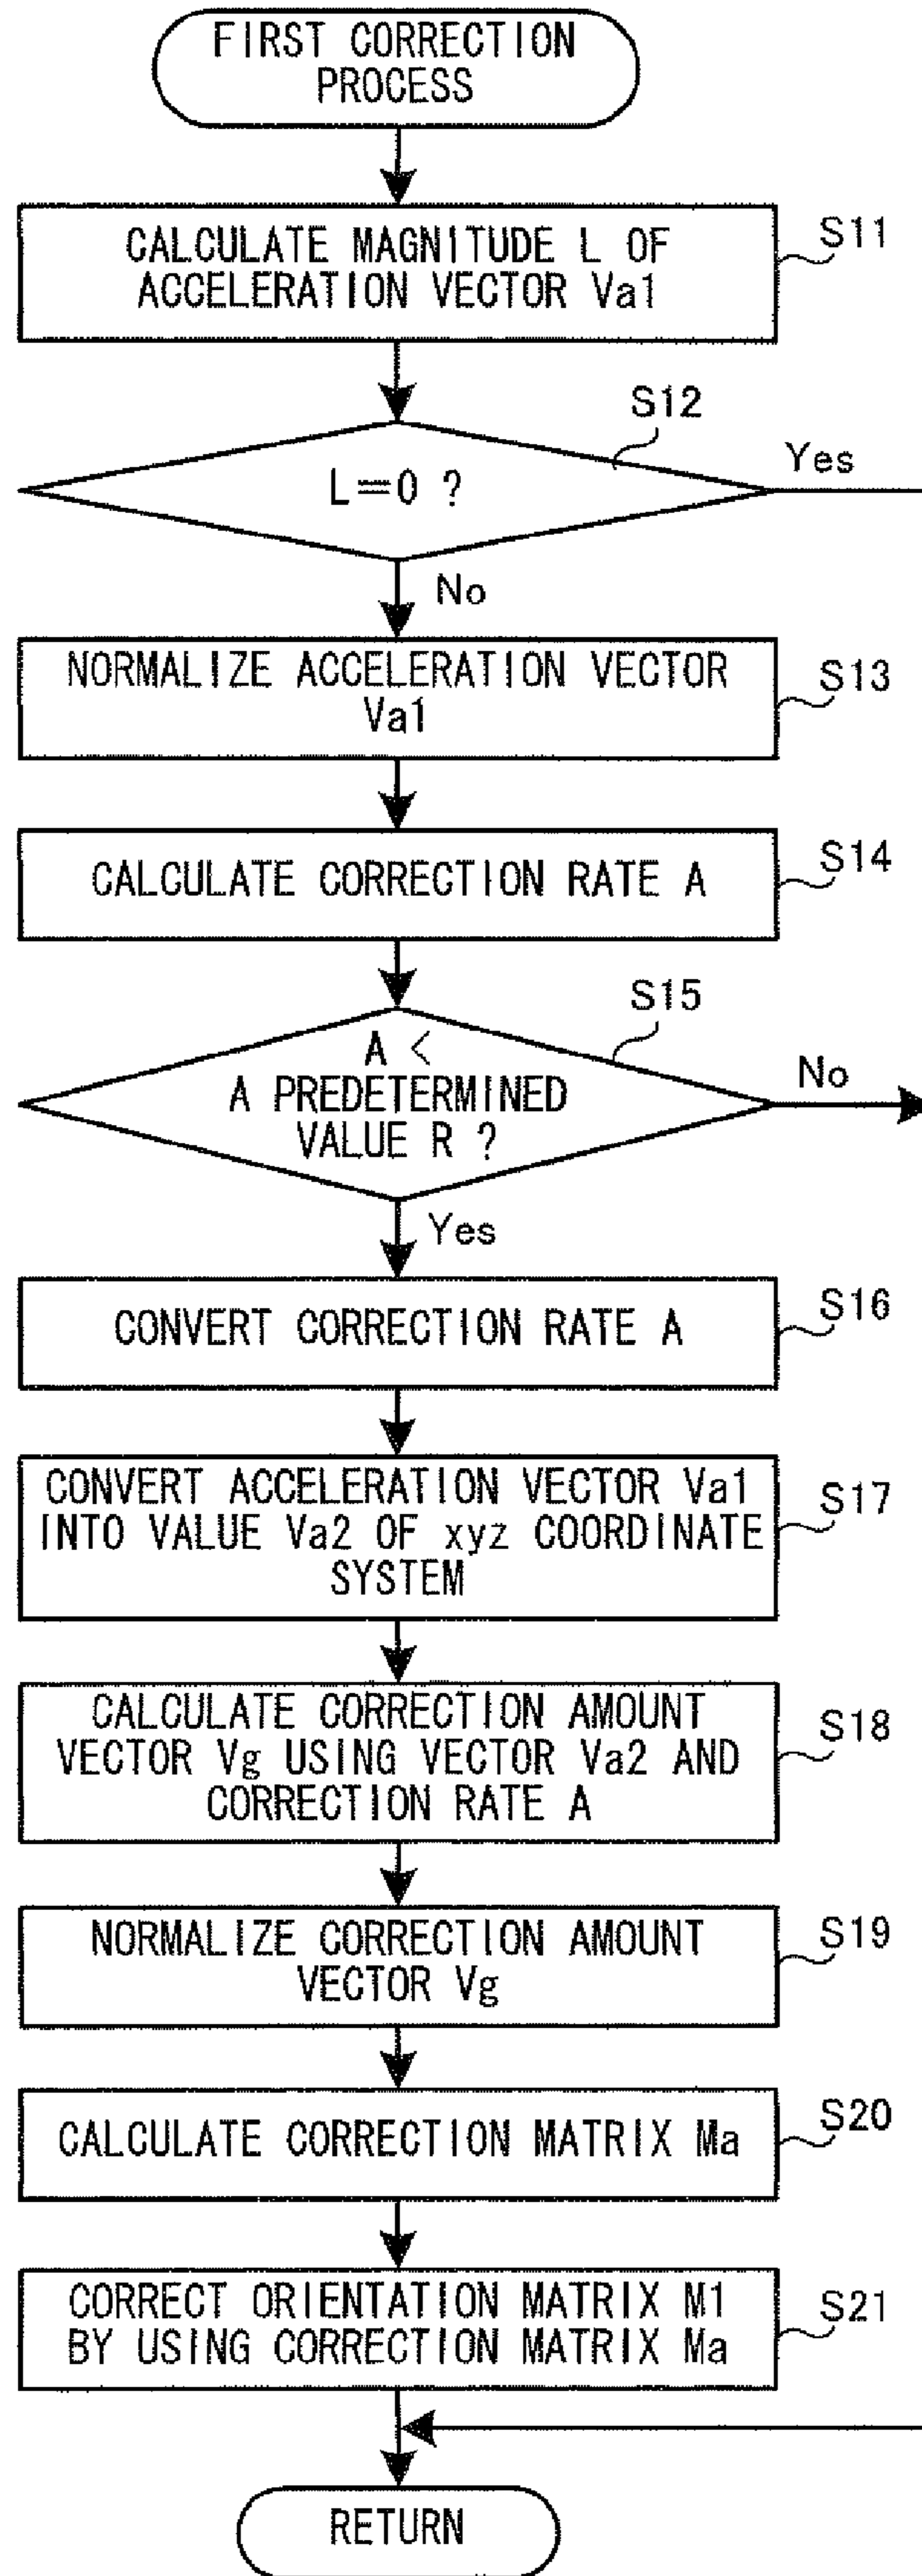 FIRST CORRECTION
PROCESS
CALCULATE MAGNITUDE L OF
ACCELERATION VECTOR Va1
S11
S12
L==0 ?
Yes
No
NORMALIZE ACCELERATION VECTOR
Va1
S13
CALCULATE CORRECTION RATE A
S14
S15
A <
A PREDETERMINED
VALUE R ?
No
Yes
CONVERT CORRECTION RATE A
S16
CONVERT ACCELERATION VECTOR Va1
INTO VALUE Va2 OF xyz COORDINATE
SYSTEM
S17
CALCULATE CORRECTION AMOUNT
VECTOR Vg USING VECTOR Va2 AND
CORRECTION RATE A
S18
NORMALIZE CORRECTION AMOUNT
VECTOR Vg
S19
CALCULATE CORRECTION MATRIX Ma
S20
CORRECT ORIENTATION MATRIX M1
BY USING CORRECTION MATRIX Ma
S21
RETURN